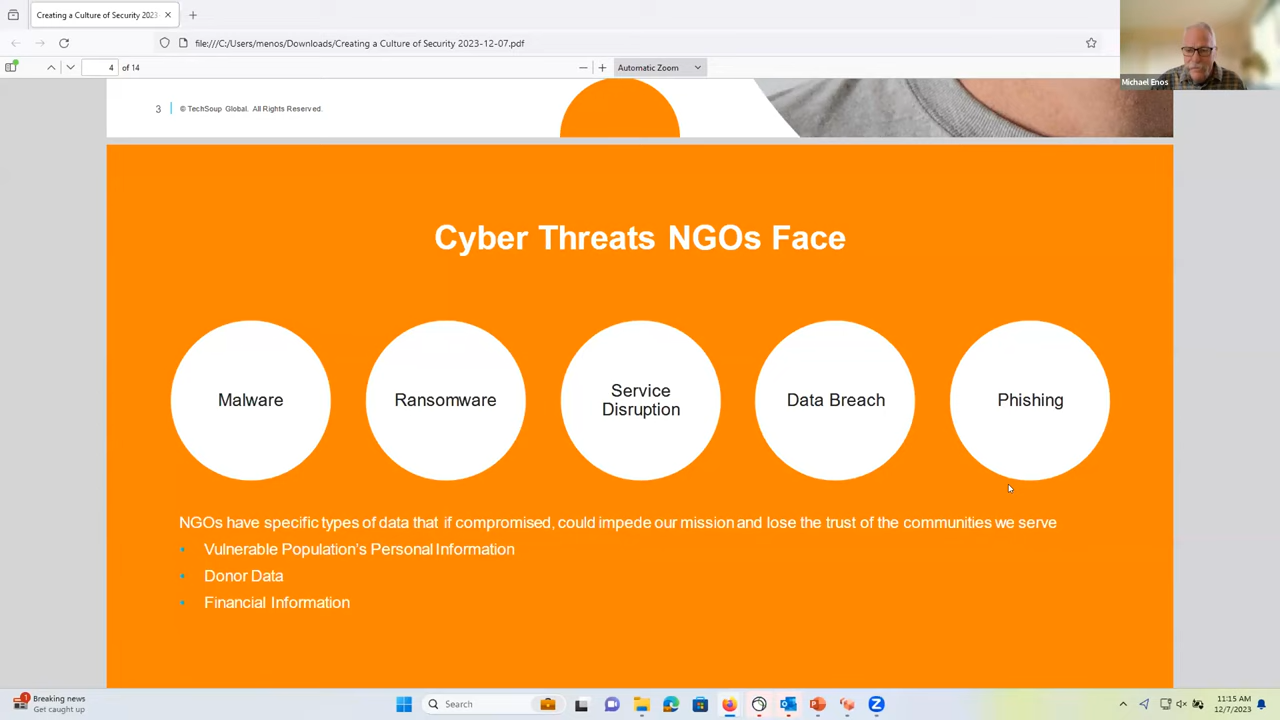 Creating a Culture of Security 2023-
file:///C:/Users/menos/Downloads/Creating a Culture of Security 2023-12-07.pdf
4 of 14
Automatic Zoom
Michael Enos
3 © TechSoup Global. All Rights Reserved.
Cyber Threats NGOs Face
Malware
Ransomware
Service
Disruption
Data Breach
Phishing
NGOs have specific types of data that if compromised, could impede our mission and lose the trust of the communities we serve
• Vulnerable Population's Personal Information
• Donor Data
• Financial Information
1
Breaking news
Get caught up
Search
11:15 AM
12/7/2023